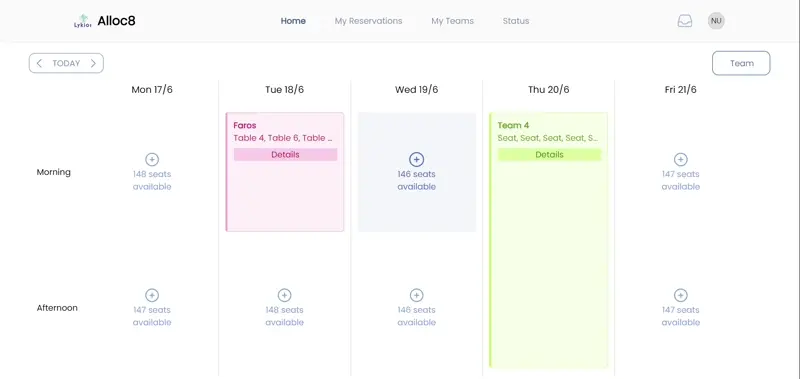 Lykios
Alloc8
Home
My Reservations
My Teams
Status
NU
TODAY
Team
Mon 17/6
Tue 18/6
Wed 19/6
Thu 20/6
Fri 21/6
Morning
148 seats
available
Faros
Table 4, Table 6, Table ...
Details
146 seats
available
Team 4
Seat, Seat, Seat, Seat, S...
Details
147 seats
available
Afternoon
147 seats
available
148 seats
available
146 seats
available
147 seats
available